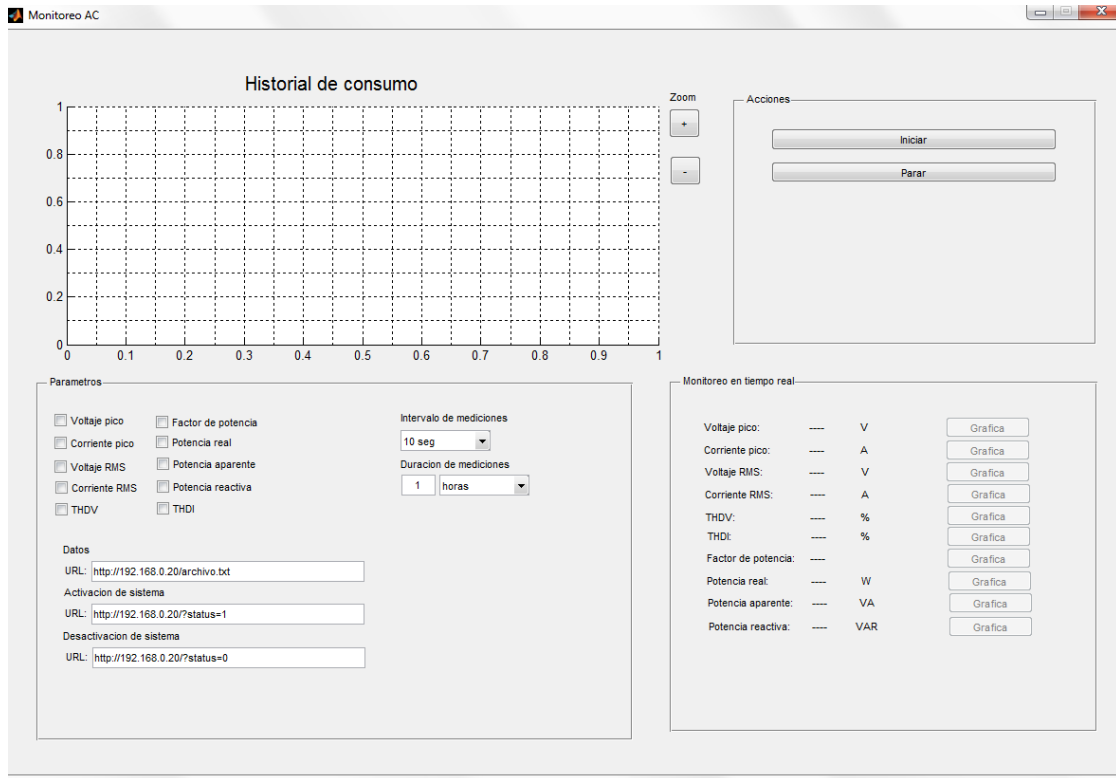 Monitoreo AC
Historial de consumo
1
0.8
0.6
0.4
0.2
0
0 0.1 0.2 0.3 0.4 0.5 0.6 0.7 0.8 0.9 1
Zoom
+
-
Acciones
Iniciar
Parar
Parametros
Voltaje pico
Corriente pico
Voltaje RMS
Corriente RMS
THDV
Factor de potencia
Potencia real
Potencia aparente
Potencia reactiva
THDI
Intervalo de mediciones
10 seg
Duracion de mediciones
1 horas
Datos
URL: http://192.168.0.20/archivo.txt
Activacion de sistema
URL: http://192.168.0.20/?status=1
Desactivacion de sistema
URL: http://192.168.0.20/?status=0
Monitoreo en tiempo real
Voltaje pico: ---- V Grafica
Corriente pico: ---- A Grafica
Voltaje RMS: ---- V Grafica
Corriente RMS: ---- A Grafica
THDV: ---- % Grafica
THDI: ---- % Grafica
Factor de potencia: ---- Grafica
Potencia real: ---- W Grafica
Potencia aparente: ---- VA Grafica
Potencia reactiva: ---- VAR Grafica